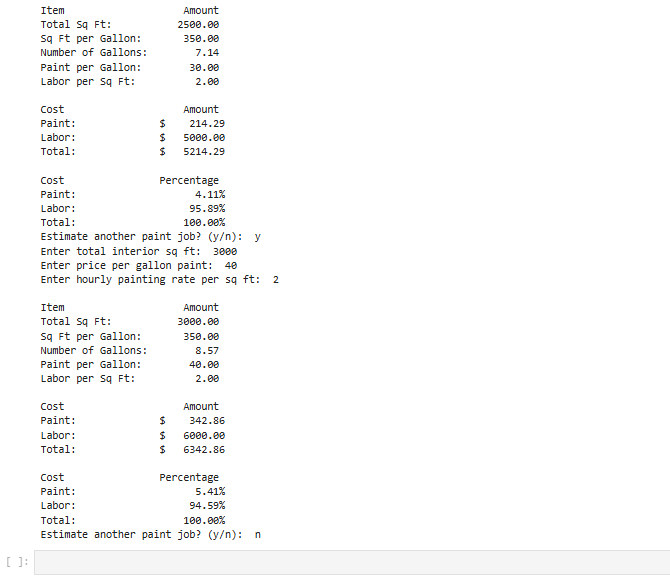 Item Amount
Total Sq Ft: 2500.00
Sq Ft per Gallon: 350.00
Number of Gallons: 7.14
Paint per Gallon: 30.00
Labor per Sq Ft: 2.00
Cost Amount
Paint: $ 214.29
Labor: $ 5000.00
Total: $ 5214.29
Cost Percentage
Paint: 4.11%
Labor: 95.89%
Total: 100.00%
Estimate another paint job? (y/n): y
Enter total interior sq ft: 3000
Enter price per gallon paint: 40
Enter hourly painting rate per sq ft: 2
Item Amount
Total Sq Ft: 3000.00
Sq Ft per Gallon: 350.00
Number of Gallons: 8.57
Paint per Gallon: 40.00
Labor per Sq Ft: 2.00
Cost Amount
Paint: $ 342.86
Labor: $ 6000.00
Total: $ 6342.86
Cost Percentage
Paint: 5.41%
Labor: 94.59%
Total: 100.00%
Estimate another paint job? (y/n): n
[ ]: